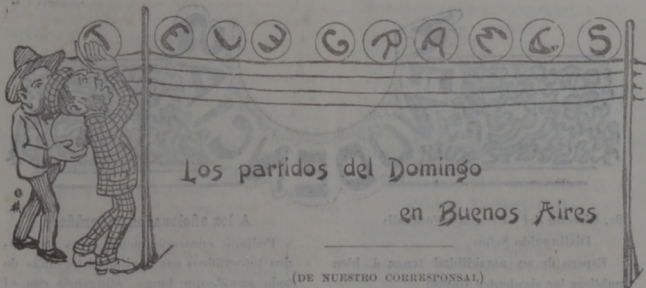 TELEGRAMAS
Los partidos del Domingo
en Buenos Aires
(DE NUESTRO CORRESPONSAL)